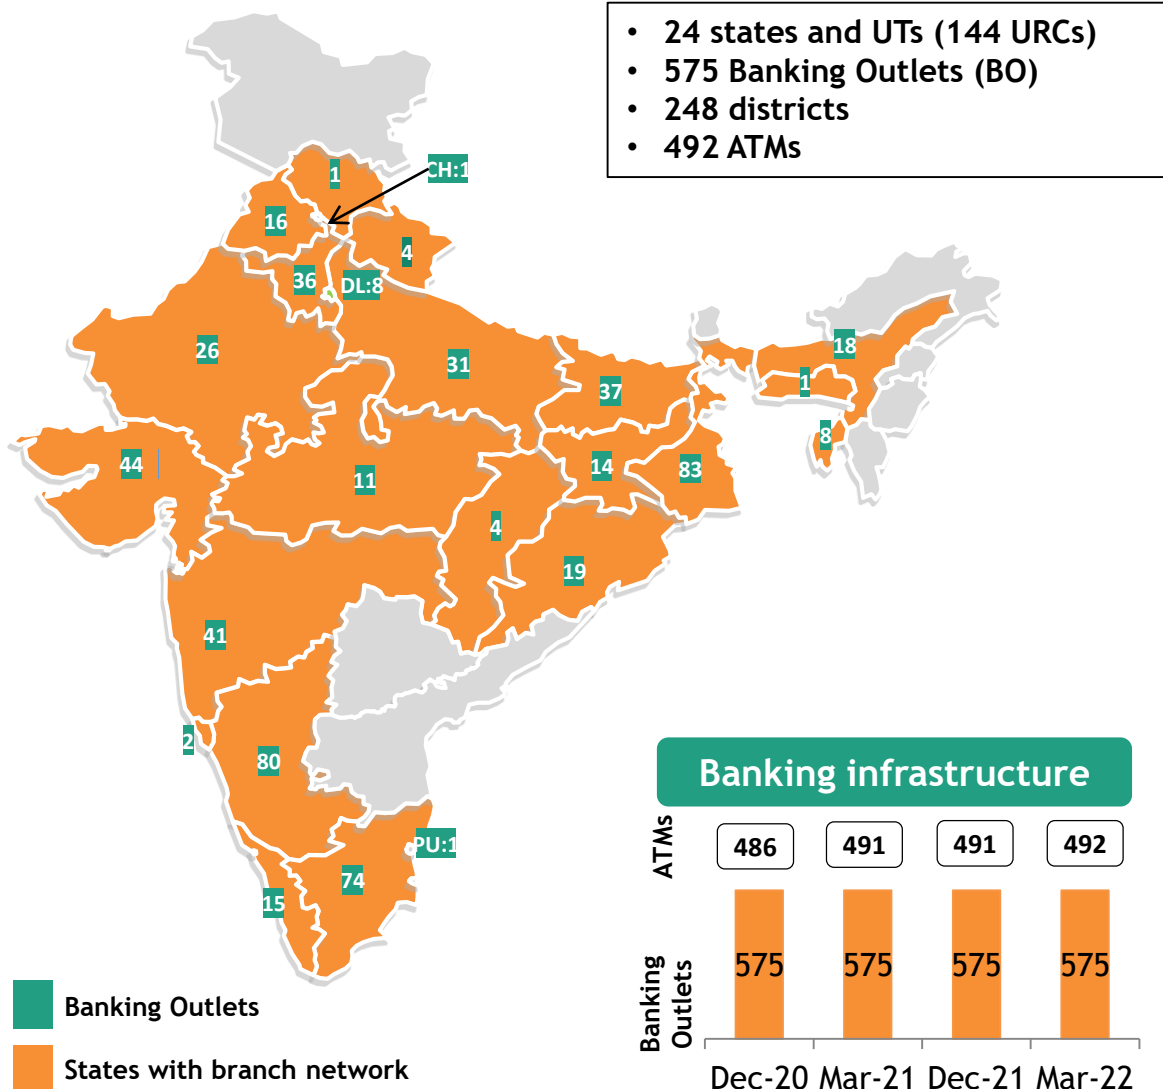 • 24 states and UTs (144 URCs)
• 575 Banking Outlets (BO)
• 248 districts
• 492 ATMs
1
CH:1
16
4
36
DL:8
26
31
18
37
1
8
44
11
14
83
4
19
41
2
80
PU:1
74
15
Banking Outlets
States with branch network
Banking infrastructure
ATMs
486 491 491 492
Banking
Outlets
575 575 575 575
Dec-20 Mar-21 Dec-21 Mar-22